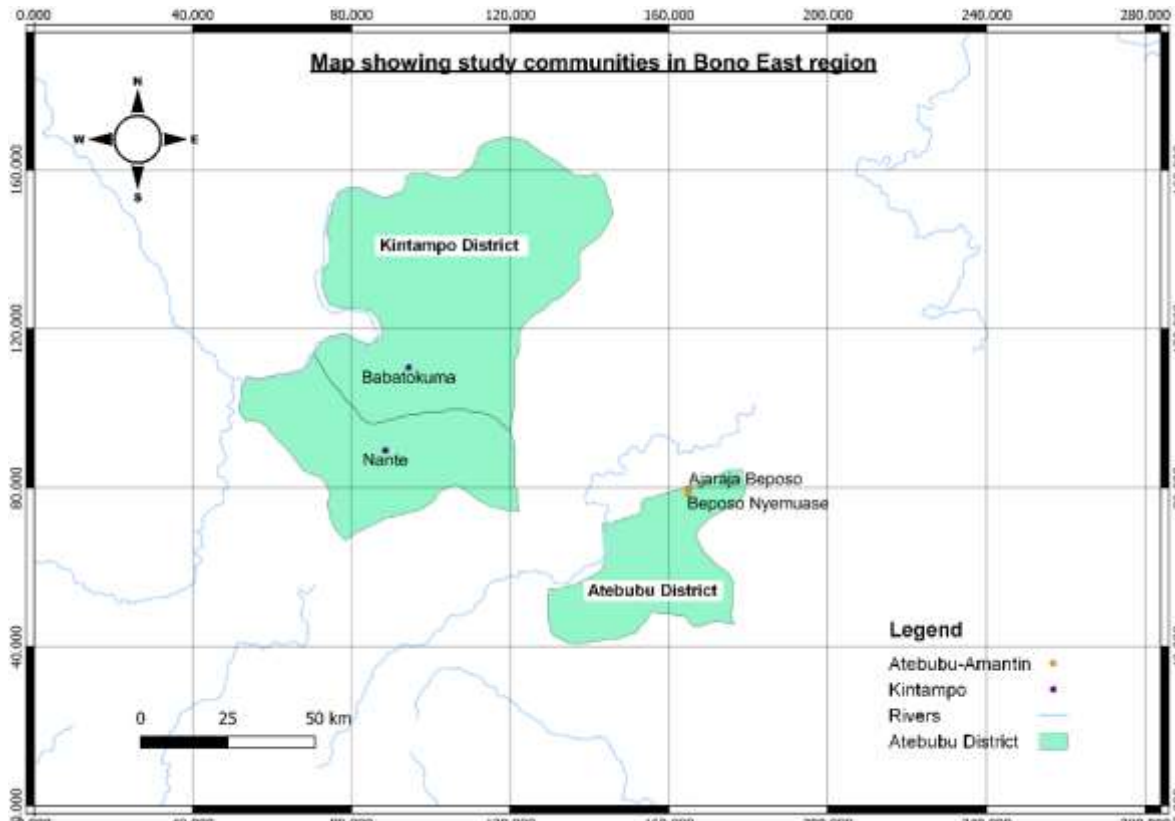 0.000 40.000 80.000 120.000 160.000 200.000 240.000 280.000
Map showing study communities in Bono East region
N
W E
S
160.000
Kintampo District
120.000
Babatokuma
Nante
80.000
Ajaraja Beposo
Beposo Nyemuase
Atebubu District
Legend
40.000
Atebubu-Amantin
Kintampo
Rivers
Atebubu District
0 25 50 km
0.000